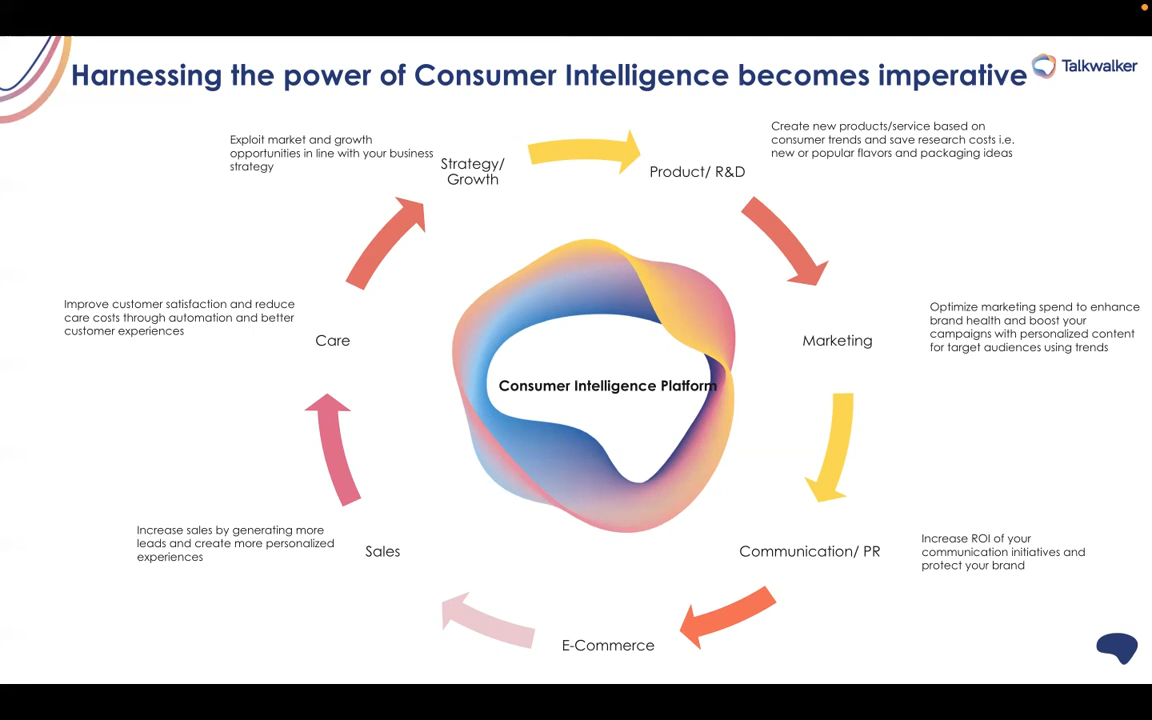 Harnessing the power of Consumer Intelligence becomes imperative
Talkwalker
Exploit market and growth
opportunities in line with your business
strategy
Strategy/
Growth
Product/ R&D
Create new products/service based on
consumer trends and save research costs i.e.
new or popular flavors and packaging ideas
Improve customer satisfaction and reduce
care costs through automation and better
customer experiences
Care
Consumer Intelligence Platform
Marketing
Optimize marketing spend to enhance
brand health and boost your
campaigns with personalized content
for target audiences using trends
Increase sales by generating more
leads and create more personalized
experiences
Sales
Communication/ PR
Increase ROI of your
communication initiatives and
protect your brand
E-Commerce